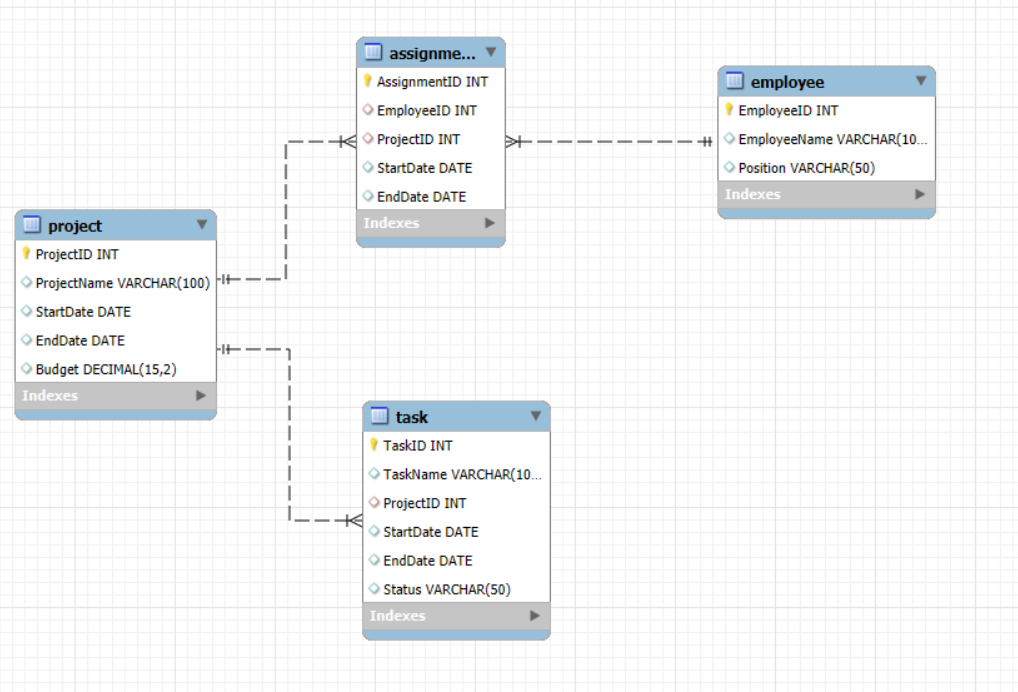 assignme...
AssignmentID INT
EmployeeID INT
ProjectID INT
StartDate DATE
EndDate DATE
Indexes
employee
EmployeeID INT
EmployeeName VARCHAR(10...
Position VARCHAR(50)
Indexes
project
ProjectID INT
ProjectName VARCHAR(100)
StartDate DATE
EndDate DATE
Budget DECIMAL(15,2)
Indexes
task
TaskID INT
TaskName VARCHAR(10...
ProjectID INT
StartDate DATE
EndDate DATE
Status VARCHAR(50)
Indexes